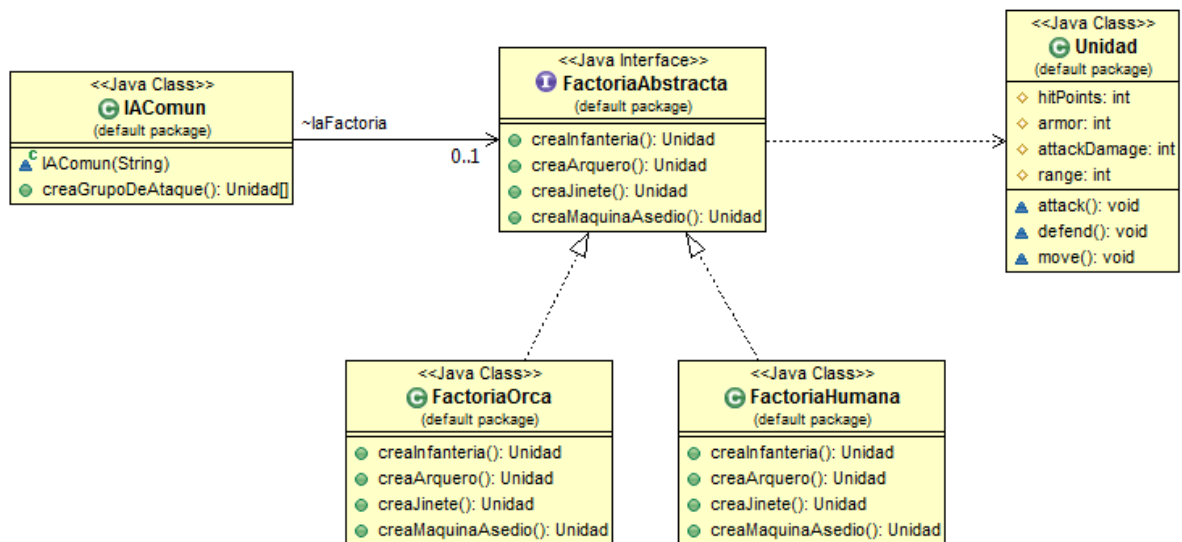 <<Java Class>>
IAComun
(default package)
IAComun(String)
creaGrupoDeAtaque(): Unidad[]
~laFactoria
0..1
<<Java Interface>>
FactoriaAbstracta
(default package)
creaInfanteria(): Unidad
creaArquero(): Unidad
creaJinete(): Unidad
creaMaquinaAsedio(): Unidad
<<Java Class>>
Unidad
(default package)
hitPoints: int
armor: int
attackDamage: int
range: int
attack(): void
defend(): void
move(): void
<<Java Class>>
FactoriaOrca
(default package)
creaInfanteria(): Unidad
creaArquero(): Unidad
creaJinete(): Unidad
creaMaquinaAsedio(): Unidad
<<Java Class>>
FactoriaHumana
(default package)
creaInfanteria(): Unidad
creaArquero(): Unidad
creaJinete(): Unidad
creaMaquinaAsedio(): Unidad